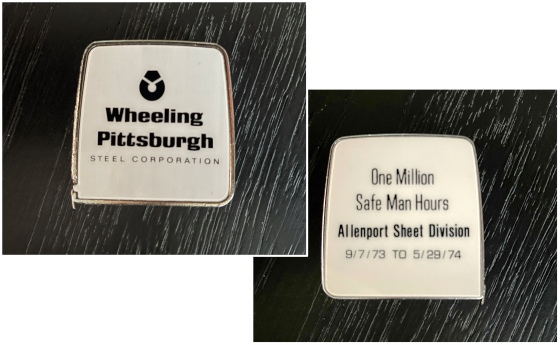 Wheeling
Pittsburgh
STEEL CORPORATION
One Million
Safe Man Hours
Allenport Sheet Division
9/7/73 TO 5/29/74